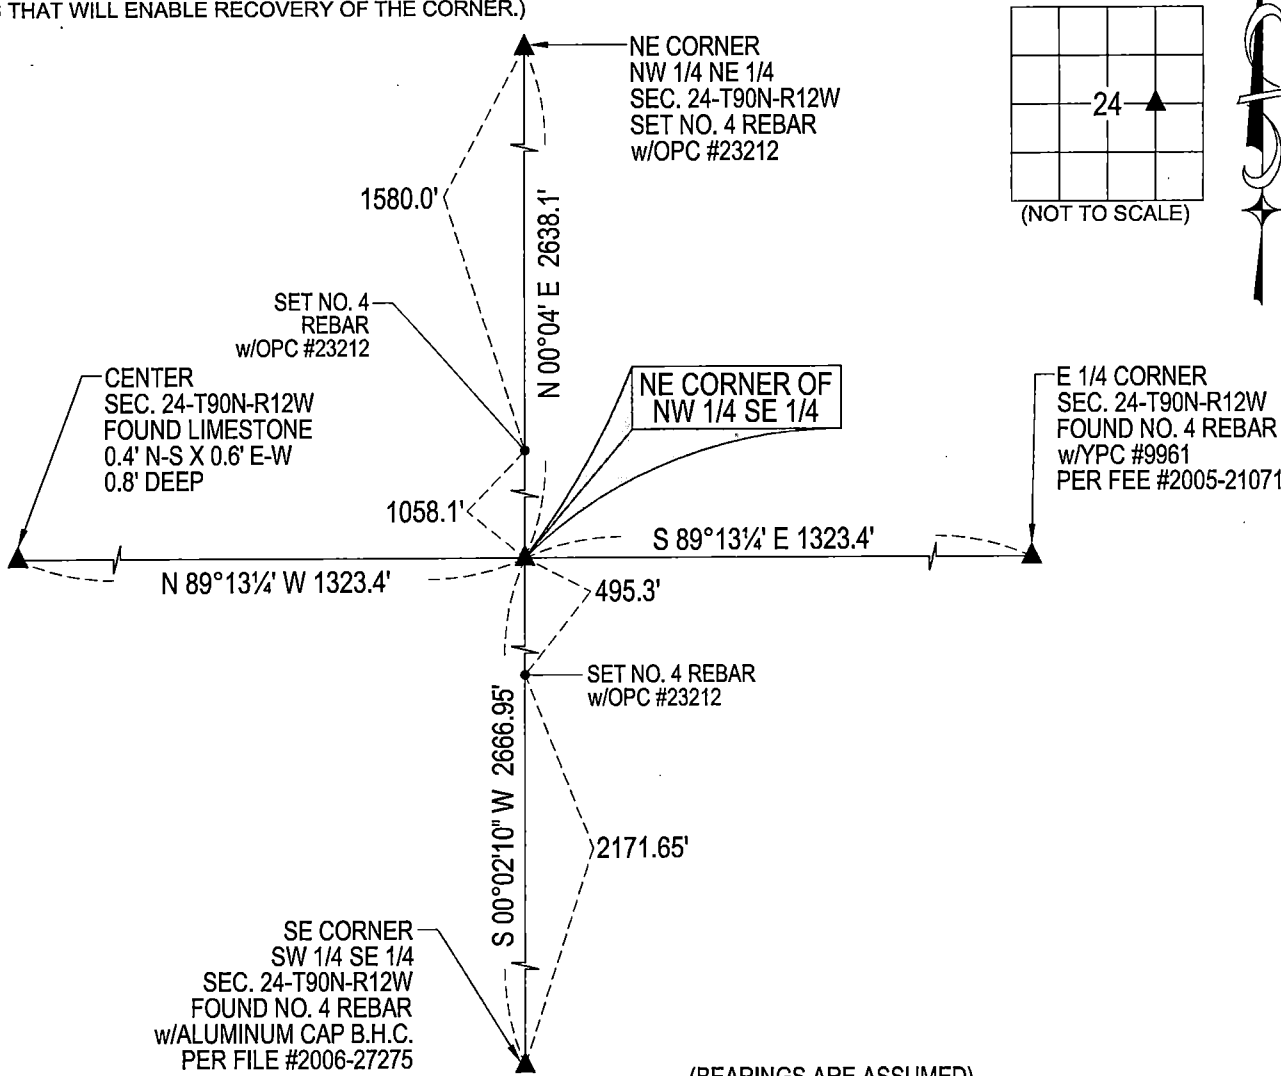 THAT WILL ENABLE RECOVERY OF THE CORNER.)
NE CORNER
NW 1/4 NE 1/4
SEC. 24-T90N-R12W
SET NO. 4 REBAR
w/OPC #23212
24
(NOT TO SCALE)
1580.0'
N 00°04' E 2638.1'
SET NO. 4
REBAR
w/OPC #23212
CENTER
SEC. 24-T90N-R12W
FOUND LIMESTONE
0.4' N-S X 0.6' E-W
0.8' DEEP
NE CORNER OF
NW 1/4 SE 1/4
E 1/4 CORNER
SEC. 24-T90N-R12W
FOUND NO. 4 REBAR
w/YPC #9961
PER FEE #2005-21071
1058.1'
S 89°13¼' E 1323.4'
N 89°13¼' W 1323.4'
495.3'
SET NO. 4 REBAR
w/OPC #23212
S 00°02'10" W 2666.95'
2171.65'
SE CORNER
SW 1/4 SE 1/4
SEC. 24-T90N-R12W
FOUND NO. 4 REBAR
w/ALUMINUM CAP B.H.C.
PER FILE #2006-27275
(BEARINGS ARE ASSUMED)